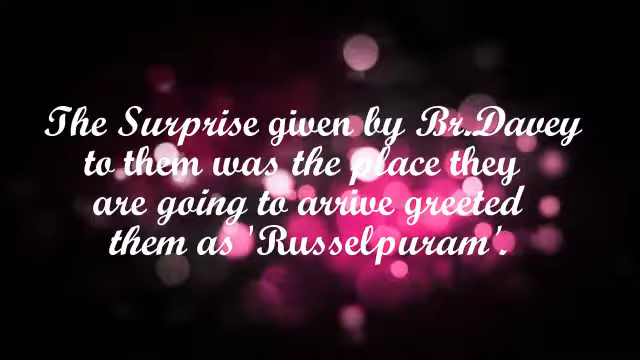 The Surprise given by Br..Davey
to them was the place they
are going to arrive greeted
them as 'Russelpuram'.